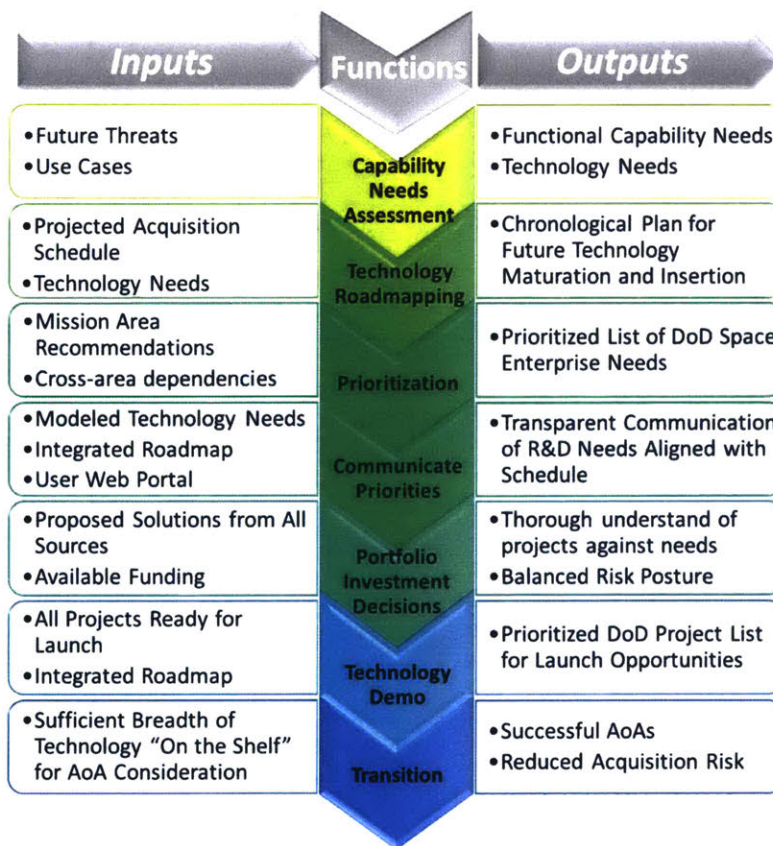 Inputs
Functions
Outputs
•Future Threats
•Use Cases
Capability
Needs
Assessment
•Functional Capability Needs
•Technology Needs
•Projected Acquisition
Schedule
•Technology Needs
Technology
Roadmapping
•Chronological Plan for
Future Technology
Maturation and Insertion
•Mission Area
Recommendations
•Cross-area dependencies
Prioritization
•Prioritized List of DoD Space
Enterprise Needs
•Modeled Technology Needs
•Integrated Roadmap
•User Web Portal
Communicate
Priorities
•Transparent Communication
of R&D Needs Aligned with
Schedule
•Proposed Solutions from All
Sources
•Available Funding
Portfolio
Investment
Decisions
•Thorough understand of
projects against needs
•Balanced Risk Posture
•All Projects Ready for
Launch
•Integrated Roadmap
Technology
Demo
•Prioritized DoD Project List
for Launch Opportunities
•Sufficient Breadth of
Technology “On the Shelf”
for AoA Consideration
Transition
•Successful AoAs
•Reduced Acquisition Risk